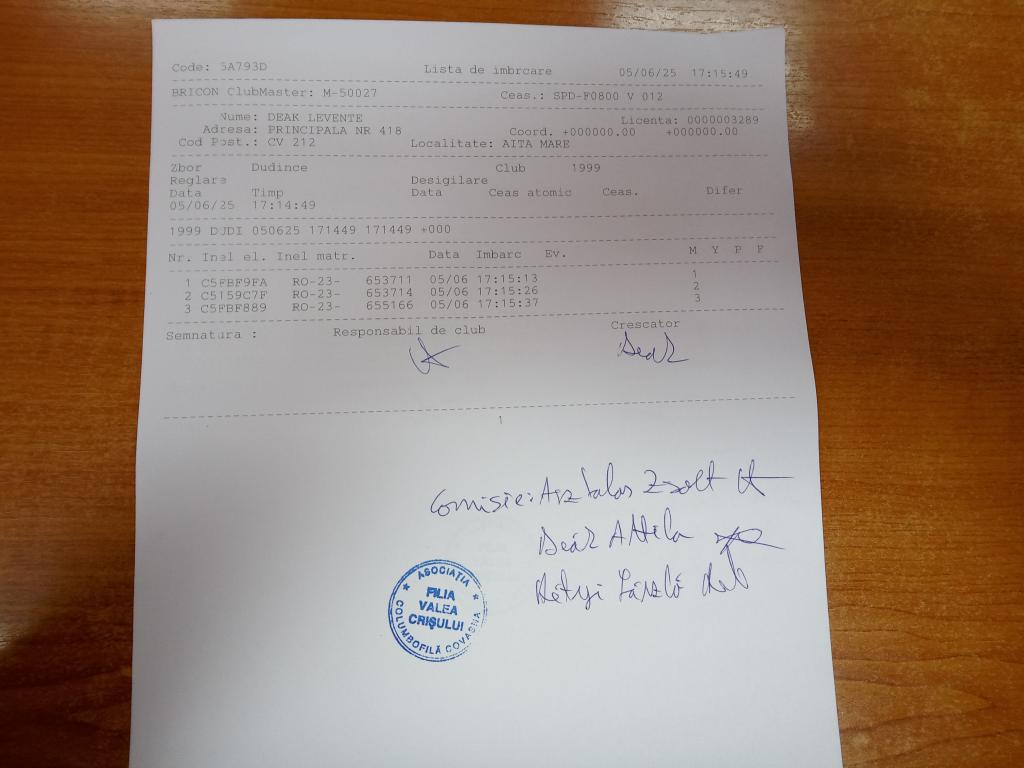 Code: 5A793D Lista de imbrcare 05/06/25 17:15:49
BRICON ClubMaster: M-50027 Ceas.: SPD-F0800 V 012
Nume: DEAK LEVENTE Licenta: 0000003289
Adresa: PRINCIPALA NR 418 Coord. +000000.00 +000000.00
Cod Post.: CV 212 Localitate: AITA MARE
Zbor Dudince Club 1999
Reglare Desigilare
Data Timp Data Ceas atomic Ceas. Difer
05/06/25 17:14:49
1999 DJDI 050625 171449 171449 +000
Nr. Inel el. Inel matr. Data Imbarc Ev. M Y P F
1 C5FBF9FA RO-23- 653711 05/06 17:15:13 1
2 C5159C7F RO-23- 653714 05/06 17:15:26 2
3 C5FBF889 RO-23- 655166 05/06 17:15:37 3
Semnatura : Responsabil de club Crescator
Deák
1
Comisie: Asztalos Zsolt
Deák Attila
Rétyi László
ASOCIAȚIA
FILIA
VALEA
CRIȘULUI
COLUMBOFILĂ COVASNA